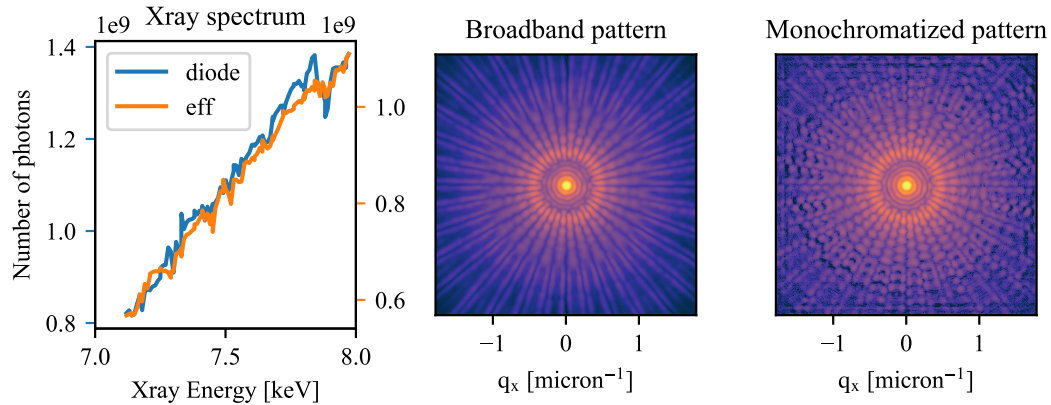 Xray spectrum
1e9
1e9
diode
eff
1.4
1.2
1.0
0.8
Number of photons
1.0
0.8
0.6
7.0
7.5
8.0
Xray Energy [keV]
Broadband pattern
−1
0
1
qₓ [micron⁻¹]
Monochromatized pattern
−1
0
1
qₓ [micron⁻¹]